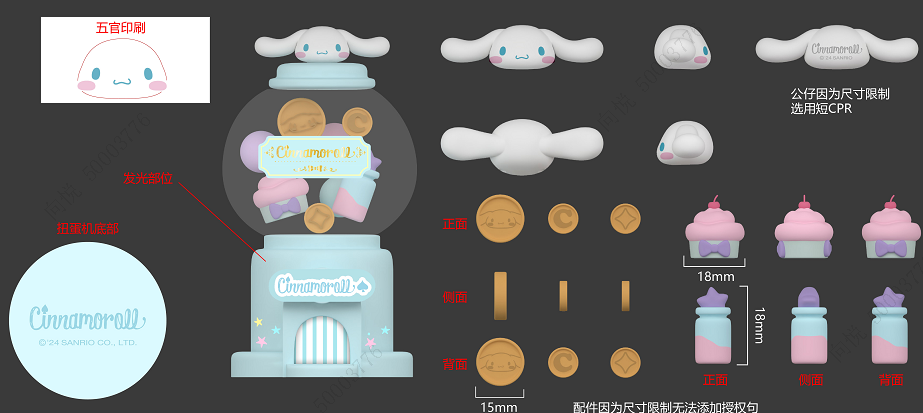 五官印刷
Cinnamoroll
©'24 SANRIO
公仔因为尺寸限制
选用短CPR
Cinnamoroll
发光部位
扭蛋机底部
正面
18mm
Cinnamoroll
侧面
Cinnamoroll
©'24 SANRIO CO., LTD.
18mm
背面
正面
侧面
背面
15mm
配件因为尺寸限制无法添加授权句